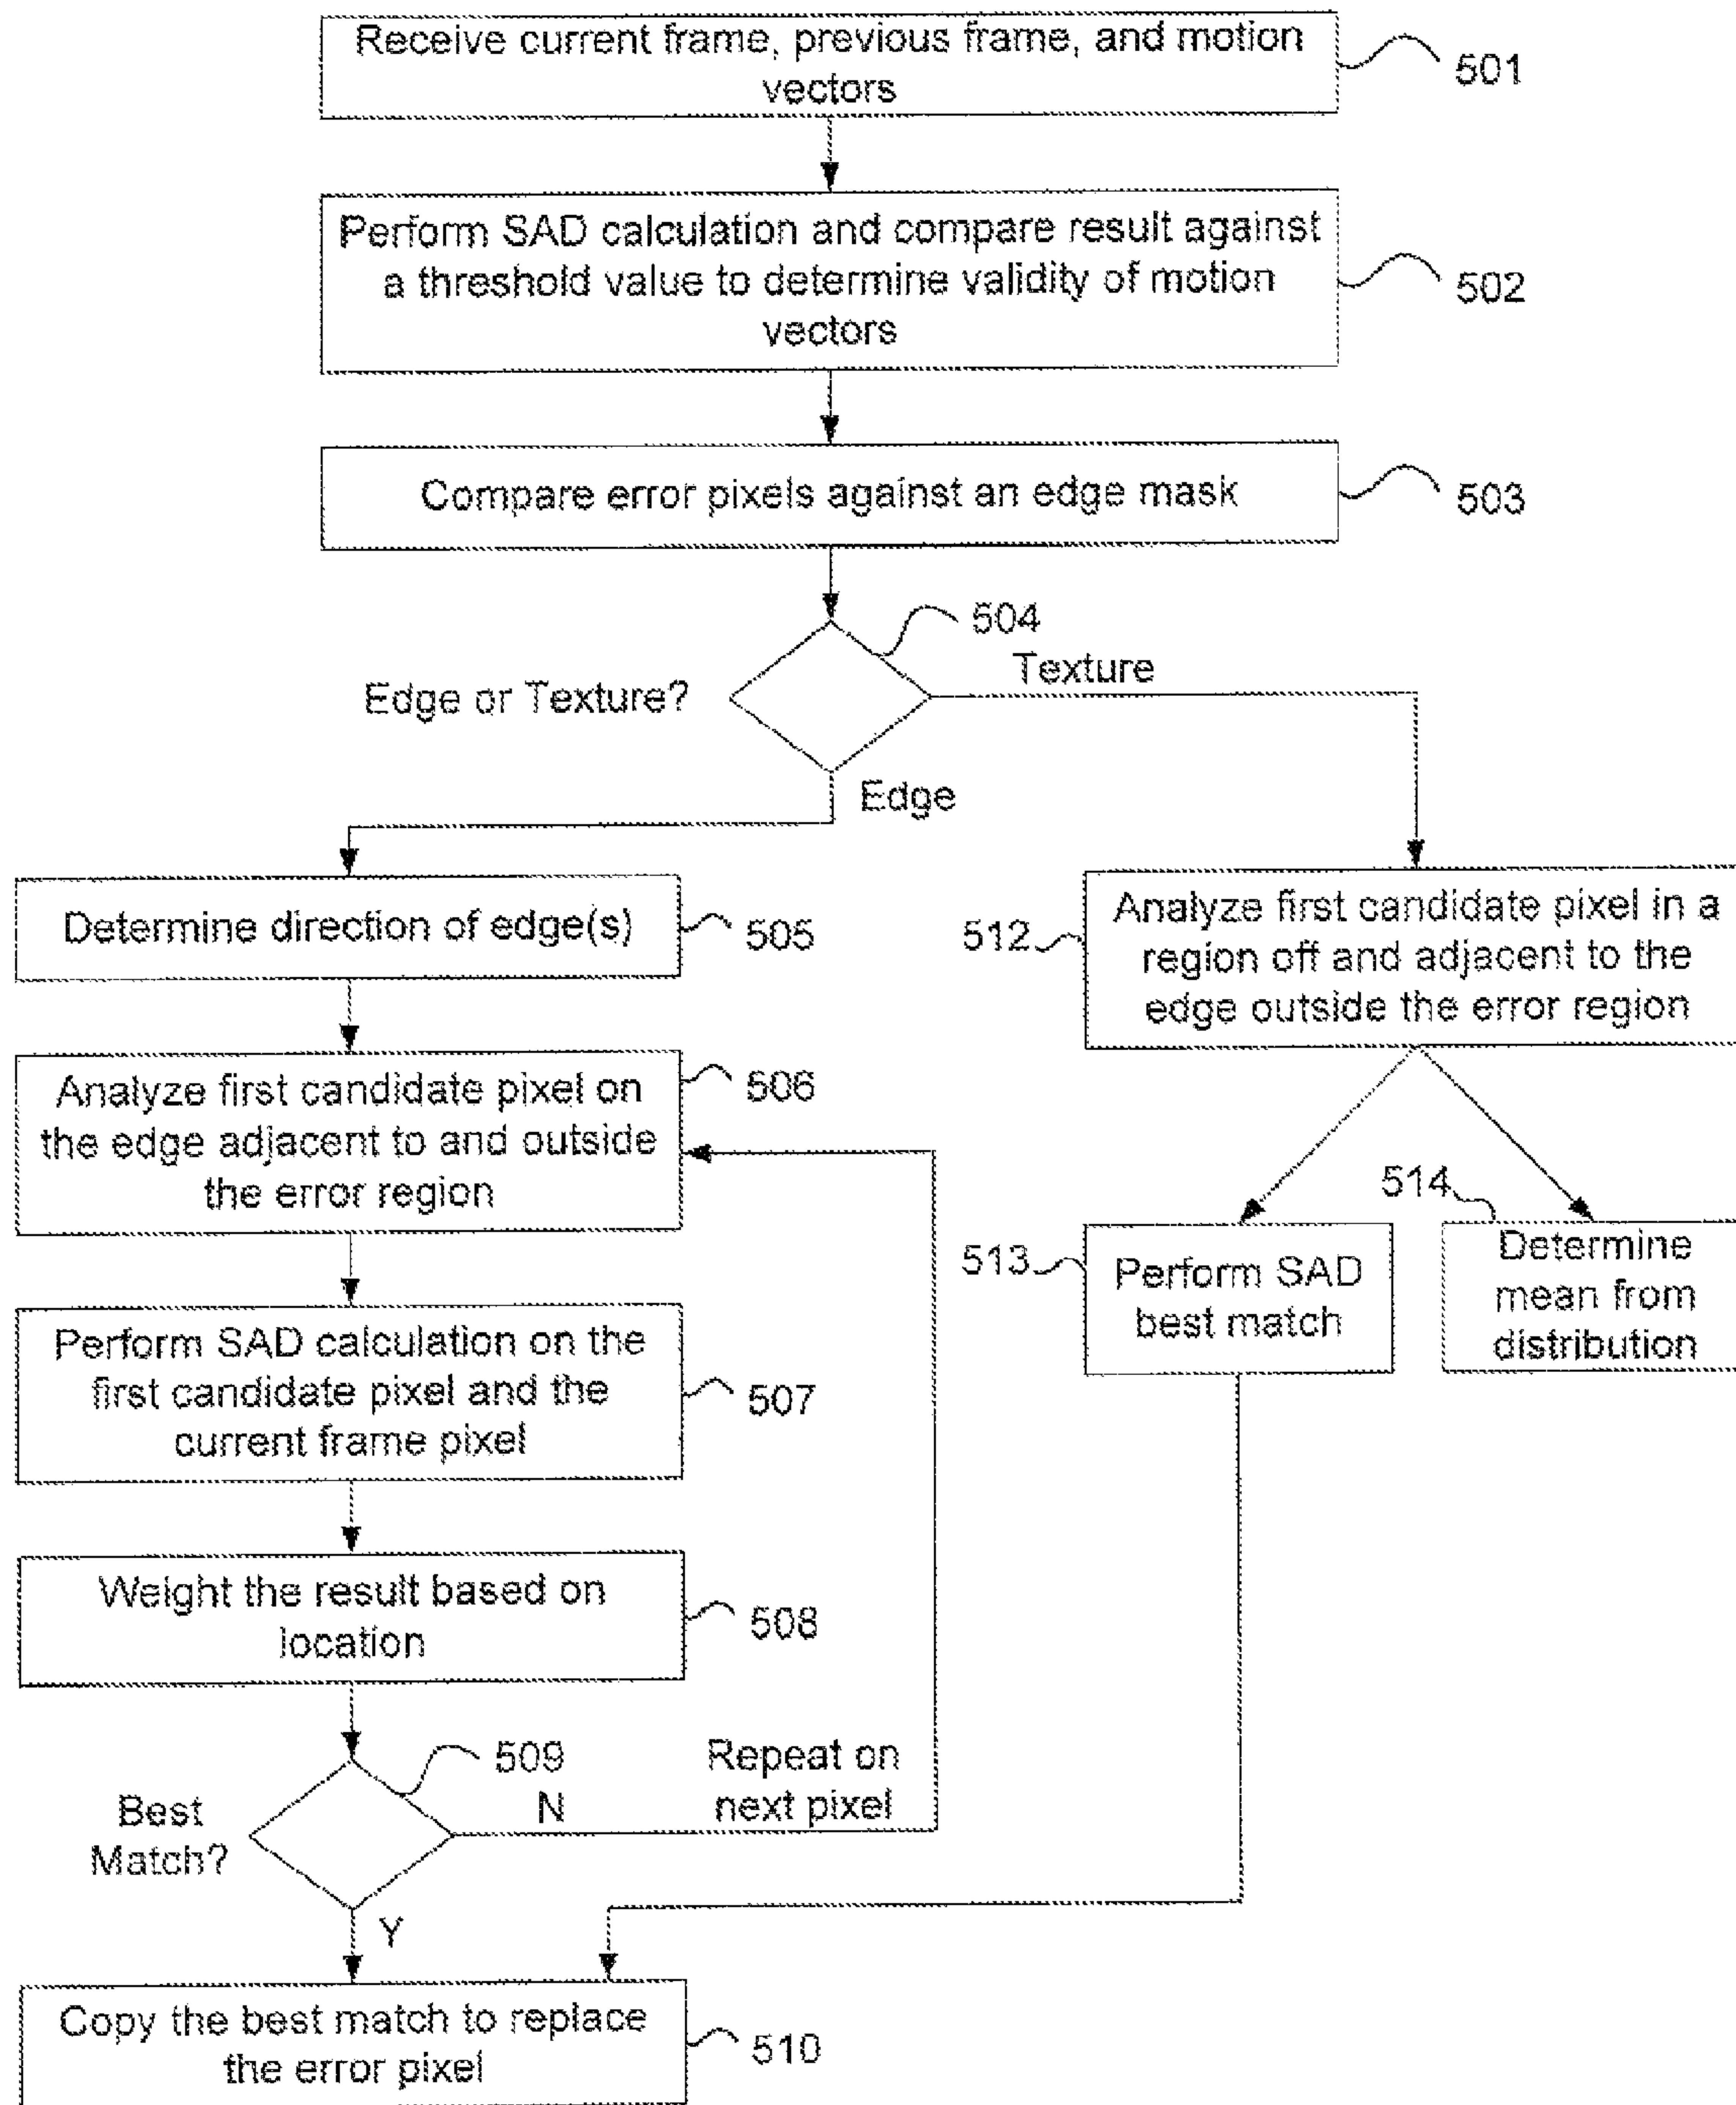 Receive current frame, previous frame, and motion
vectors
501
Perform SAD calculation and compare result against
a threshold value to determine validity of motion
vectors
502
Compare error pixels against an edge mask
503
504
Edge or Texture?
Texture
Edge
Determine direction of edge(s)
505
512
Analyze first candidate pixel in a
region off and adjacent to the
edge outside the error region
Analyze first candidate pixel on
the edge adjacent to and outside
the error region
506
513
Perform SAD
best match
514
Determine
mean from
distribution
Perform SAD calculation on the
first candidate pixel and the
current frame pixel
507
Weight the result based on
location
508
509
Best
Match?
N
Repeat on
next pixel
Y
Copy the best match to replace
the error pixel
510